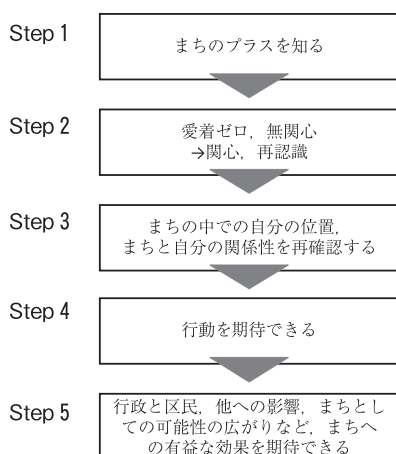 Step 1
まちのプラスを知る
Step 2
愛着ゼロ，無関心
→関心，再認識
Step 3
まちの中での自分の位置，
まちと自分の関係性を再確認する
Step 4
行動を期待できる
Step 5
行政と区民，他への影響，まちとし
ての可能性の広がりなど，まちへ
の有益な効果を期待できる